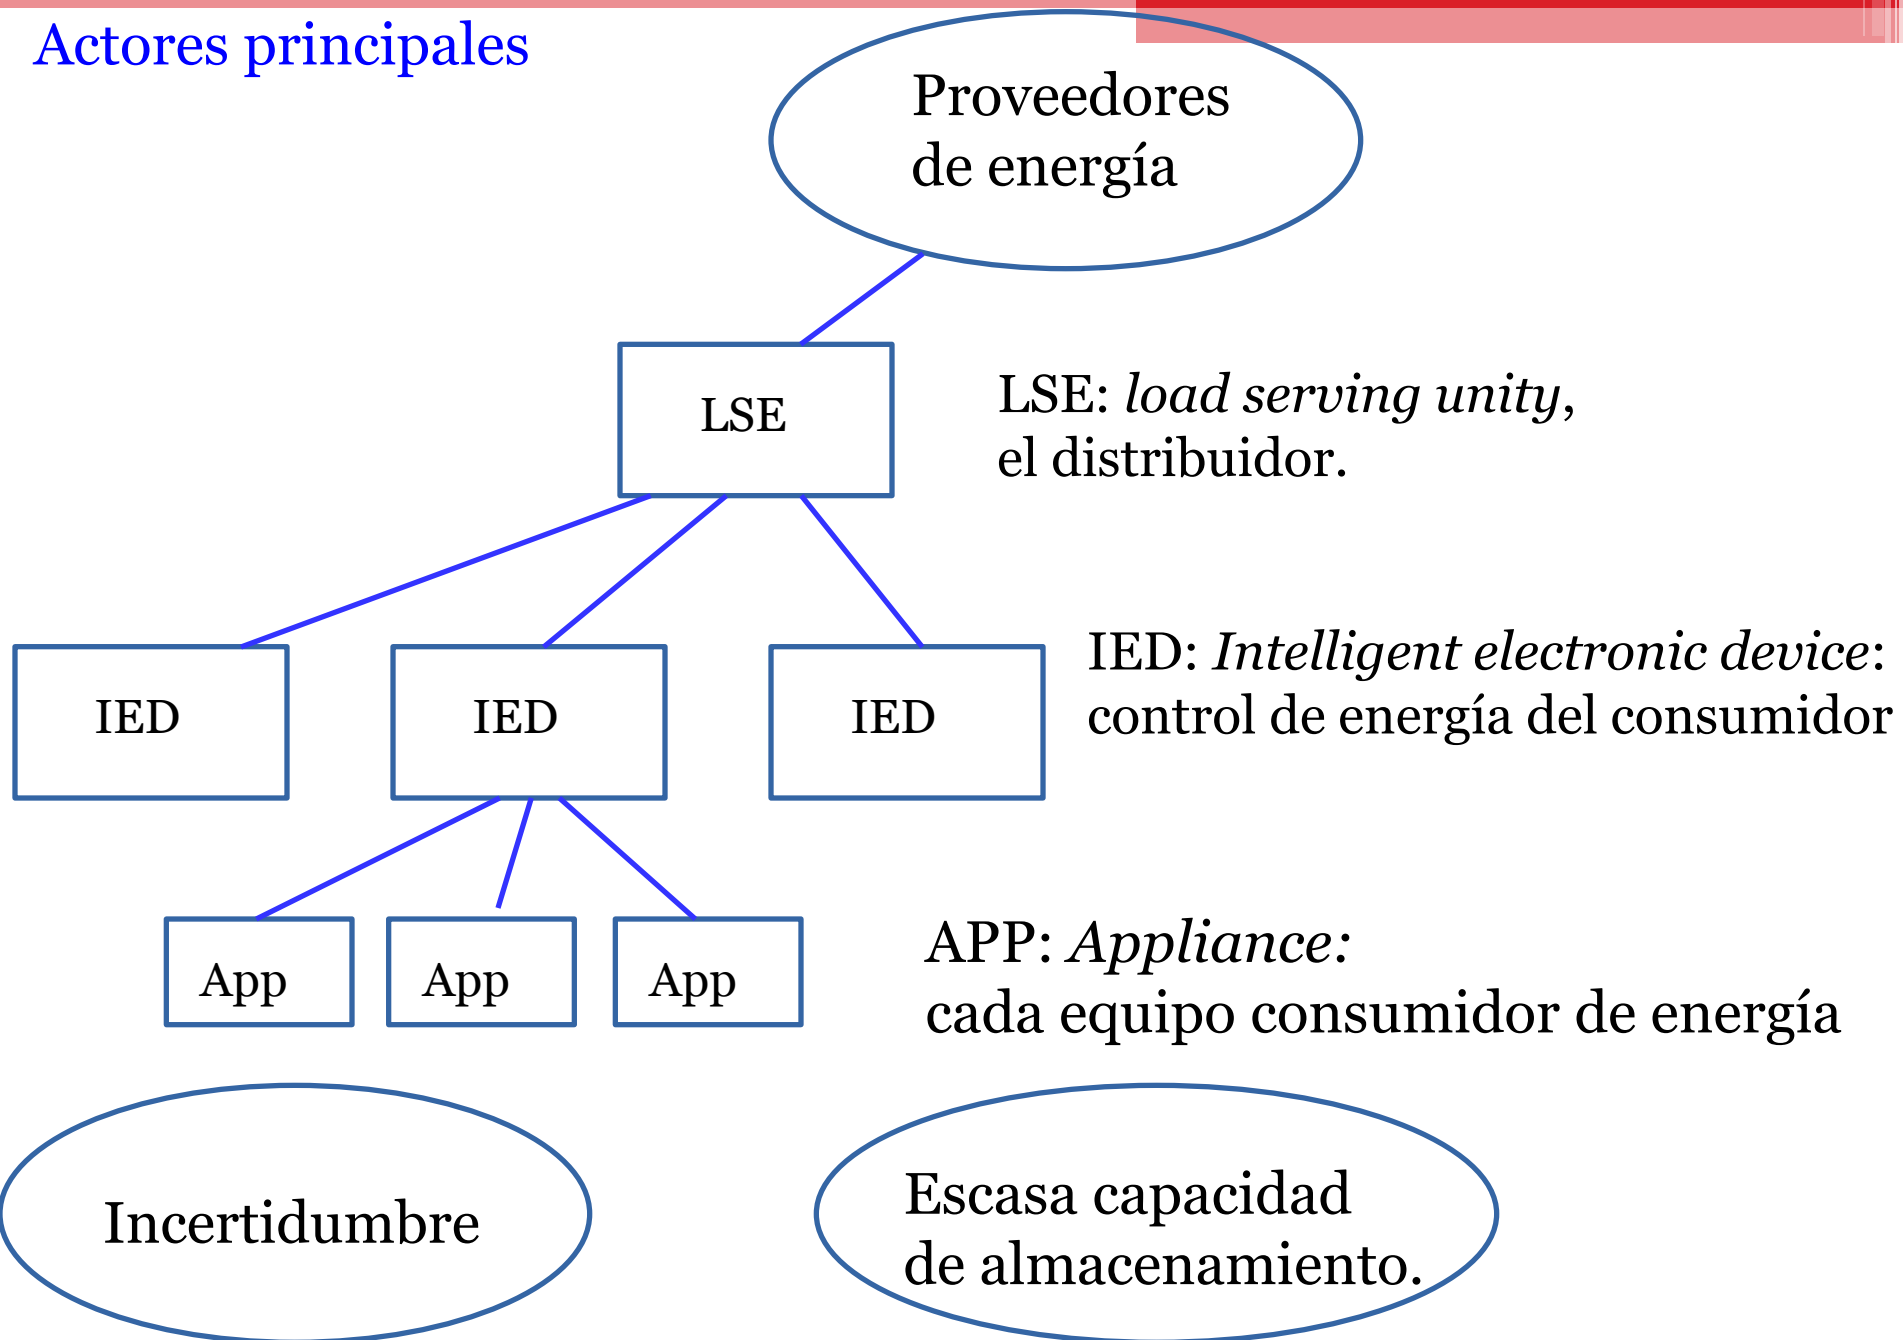 Actores principales
Proveedores
de energía
LSE
LSE: load serving unity,
el distribuidor.
IED
IED
IED
IED: Intelligent electronic device:
control de energía del consumidor
App
App
App
APP: Appliance:
cada equipo consumidor de energía
Incertidumbre
Escasa capacidad
de almacenamiento.